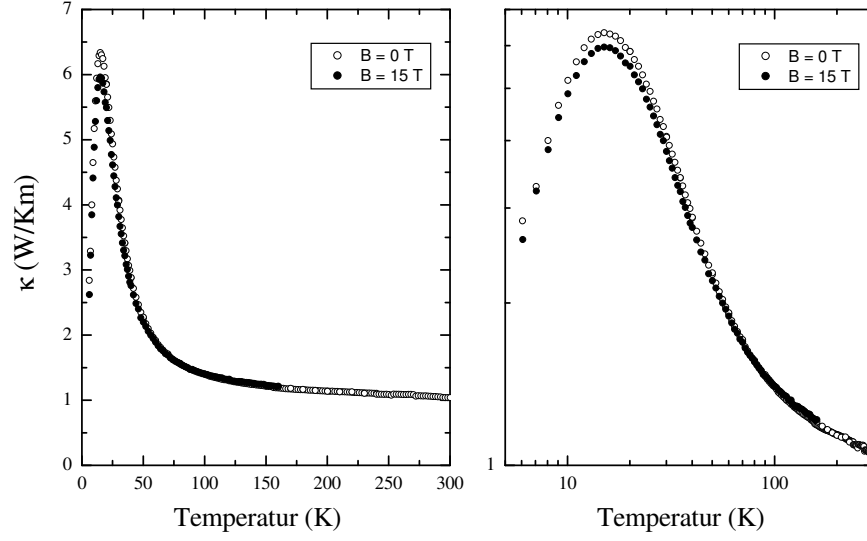 7
6
5
4
3
2
1
0
κ (W/Km)
B = 0 T
B = 15 T
0 50 100 150 200 250 300
Temperatur (K)
B = 0 T
B = 15 T
1
10 100
Temperatur (K)